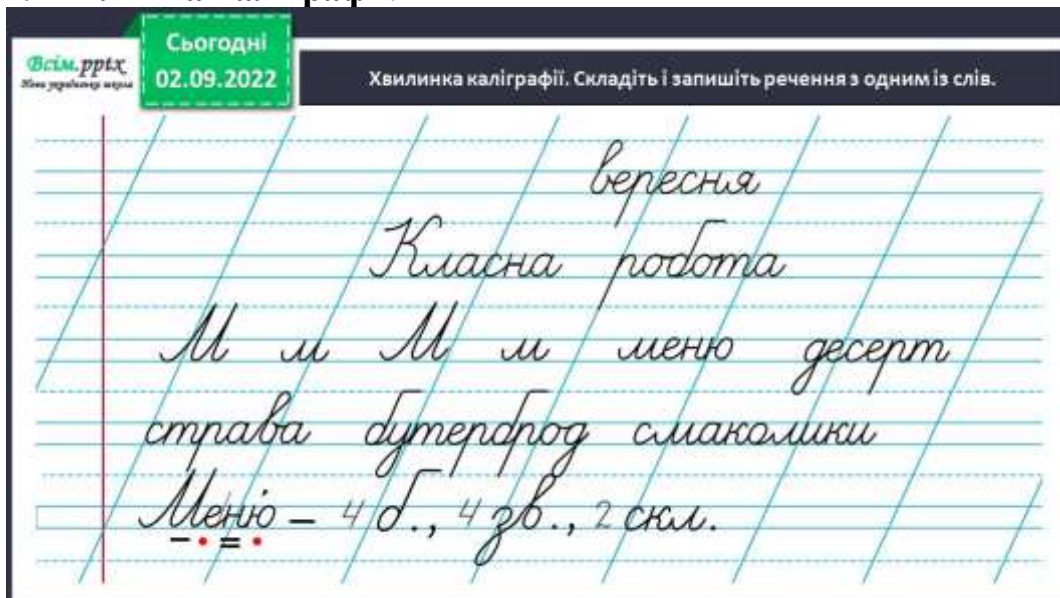 Сьогодні
02.09.2022
Всім.pptx
Нова українська школа
Хвилинка каліграфії. Складіть і запишіть речення з одним із слів.
вересня
Класна робота
М м М м меню десерт
страва бутерброд смаколики
Меню́ – 4 б., 4 зв., 2 скл.